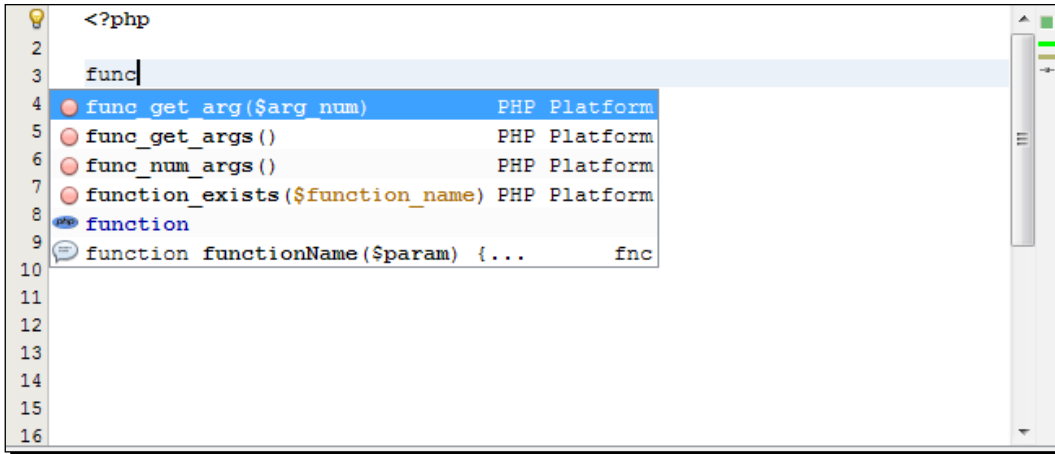 <?php
2
3 func
4 func_get_arg($arg_num) PHP Platform
5 func_get_args() PHP Platform
6 func_num_args() PHP Platform
7 function_exists($function_name) PHP Platform
8 php function
9 function functionName($param) {... fnc
10
11
12
13
14
15
16